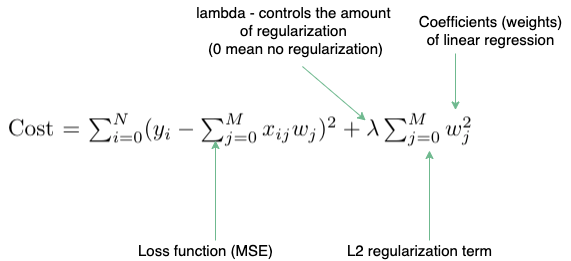 lambda - controls the amount
of regularization
(0 mean no regularization)
Coefficients (weights)
of linear regression
Cost = ∑_{i=0}^{N}(y_i − ∑_{j=0}^{M} x_{ij}w_j)^2 + λ∑_{j=0}^{M} w_j^2
Loss function (MSE)
L2 regularization term